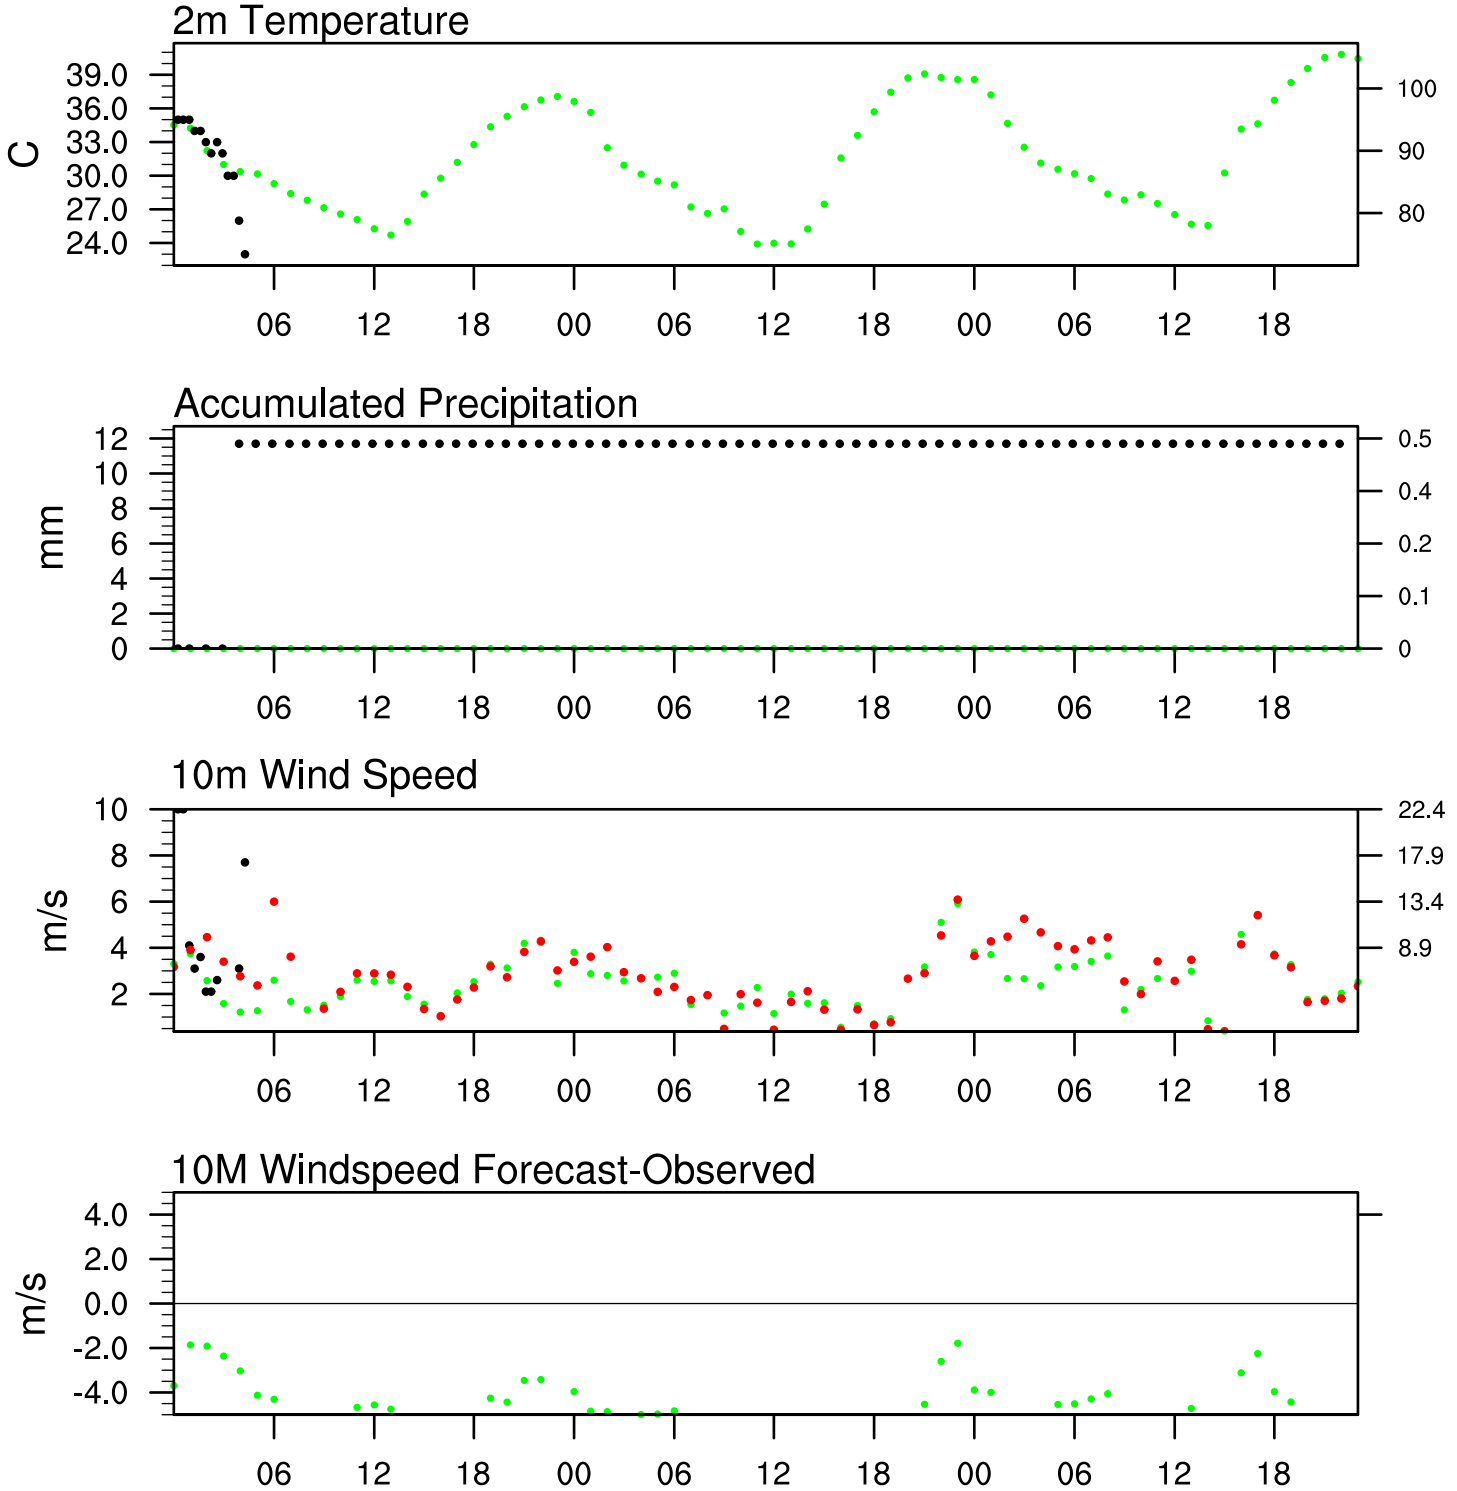 2m Temperature
39.0
36.0
33.0
30.0
27.0
24.0
C
100
90
80
06 12 18 00 06 12 18 00 06 12 18
Accumulated Precipitation
12
10
8
6
4
2
0
mm
0.5
0.4
0.2
0.1
0
06 12 18 00 06 12 18 00 06 12 18
10m Wind Speed
10
8
6
4
2
m/s
22.4
17.9
13.4
8.9
06 12 18 00 06 12 18 00 06 12 18
10M Windspeed Forecast-Observed
4.0
2.0
0.0
-2.0
-4.0
m/s
06 12 18 00 06 12 18 00 06 12 18